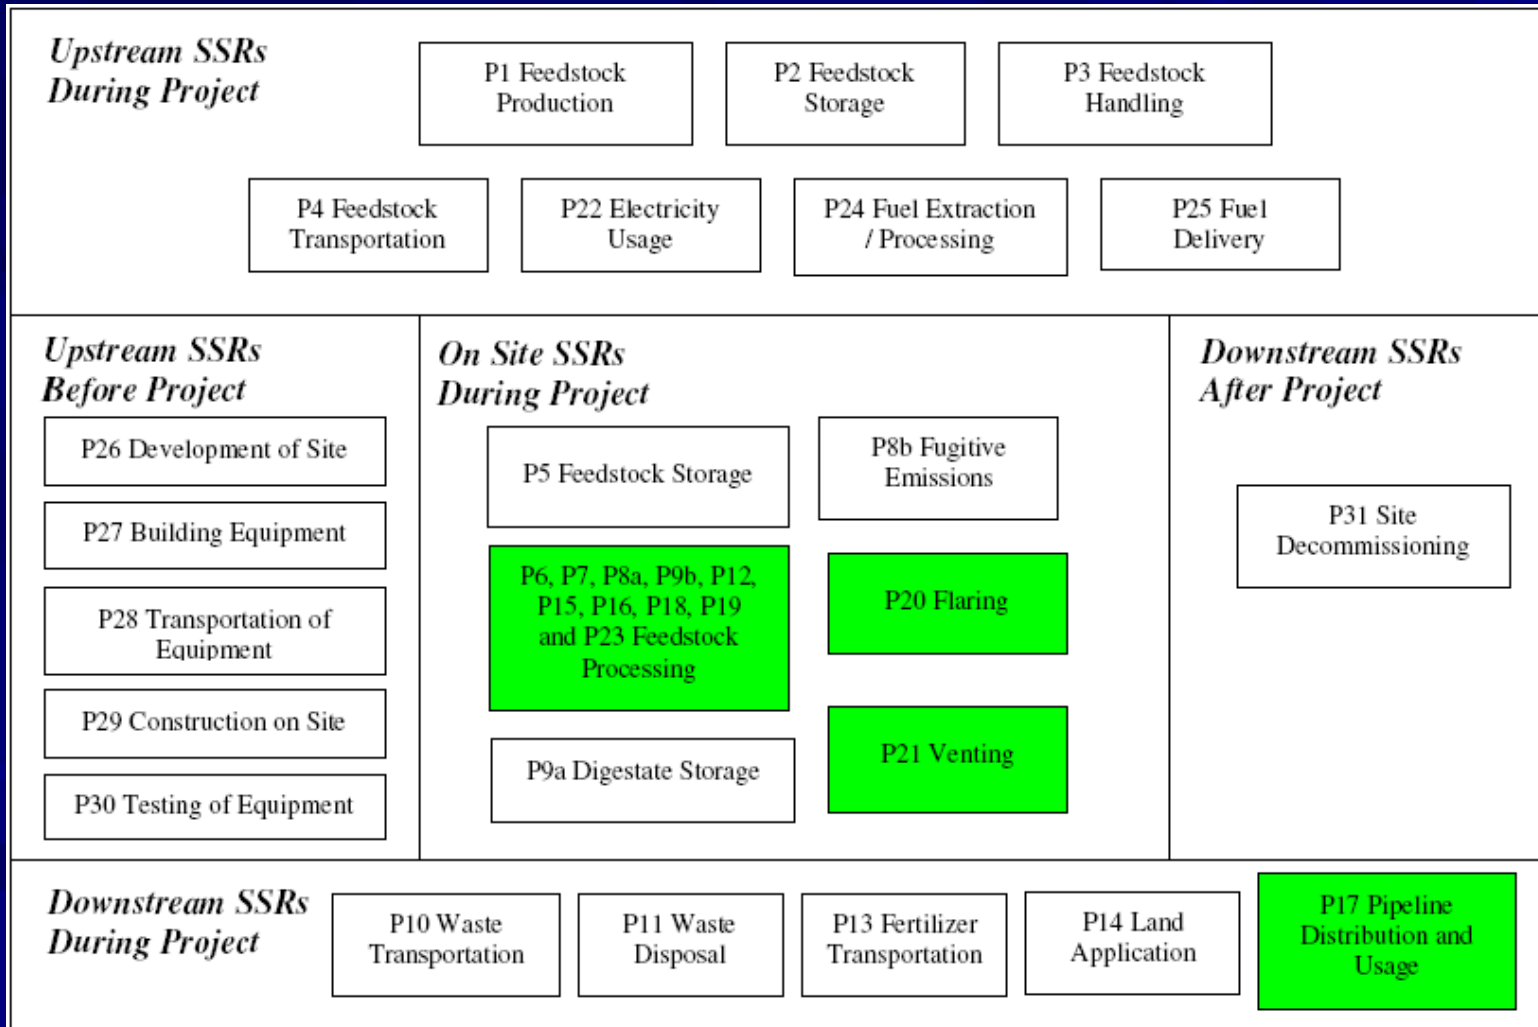 Upstream SSRs
During Project
P1 Feedstock
Production
P2 Feedstock
Storage
P3 Feedstock
Handling
P4 Feedstock
Transportation
P22 Electricity
Usage
P24 Fuel Extraction
/ Processing
P25 Fuel
Delivery
Upstream SSRs
Before Project
P26 Development of Site
P27 Building Equipment
P28 Transportation of
Equipment
P29 Construction on Site
P30 Testing of Equipment
On Site SSRs
During Project
P5 Feedstock Storage
P8b Fugitive
Emissions
P6, P7, P8a, P9b, P12,
P15, P16, P18, P19
and P23 Feedstock
Processing
P20 Flaring
P9a Digestate Storage
P21 Venting
Downstream SSRs
After Project
P31 Site
Decommissioning
Downstream SSRs
During Project
P10 Waste
Transportation
P11 Waste
Disposal
P13 Fertilizer
Transportation
P14 Land
Application
P17 Pipeline
Distribution and
Usage